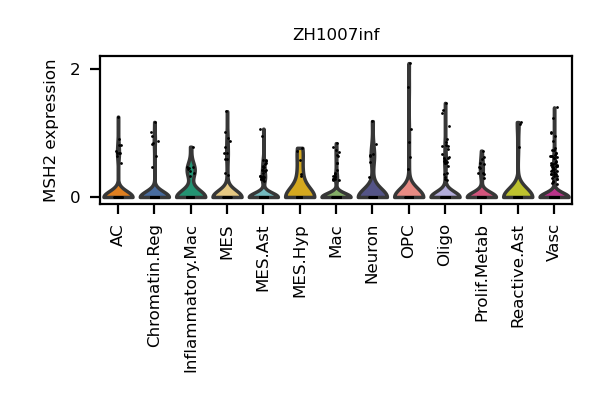 ZH1007inf
MSH2 expression
2
0
AC
Chromatin.Reg
Inflammatory.Mac
MES
MES.Ast
MES.Hyp
Mac
Neuron
OPC
Oligo
Prolif.Metab
Reactive.Ast
Vasc